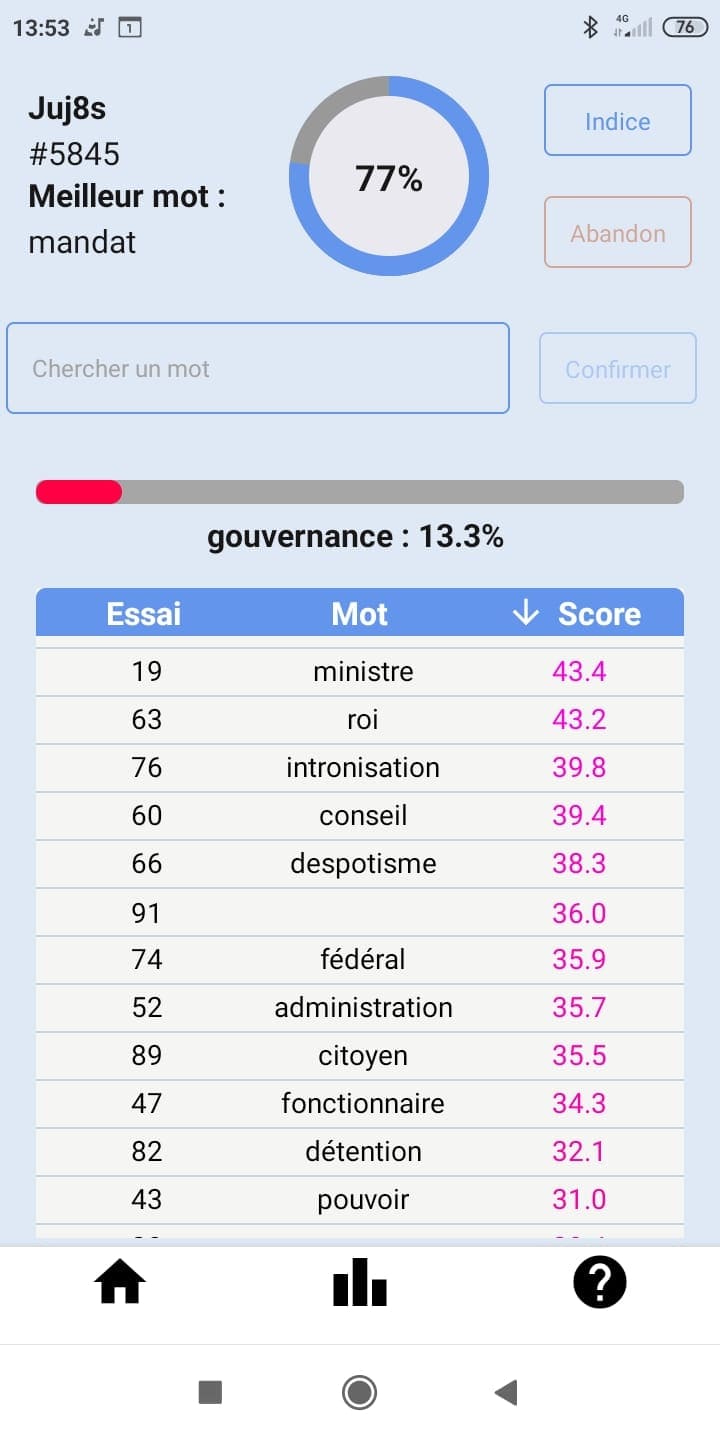 13:53 1 4G 76
Juj8s
#5845
Meilleur mot :
mandat
77%
Indice
Abandon
Chercher un mot
Confirmer
gouvernance : 13.3%
Essai Mot ↓ Score
19 ministre 43.4
63 roi 43.2
76 intronisation 39.8
60 conseil 39.4
66 despotisme 38.3
91 36.0
74 fédéral 35.9
52 administration 35.7
89 citoyen 35.5
47 fonctionnaire 34.3
82 détention 32.1
43 pouvoir 31.0